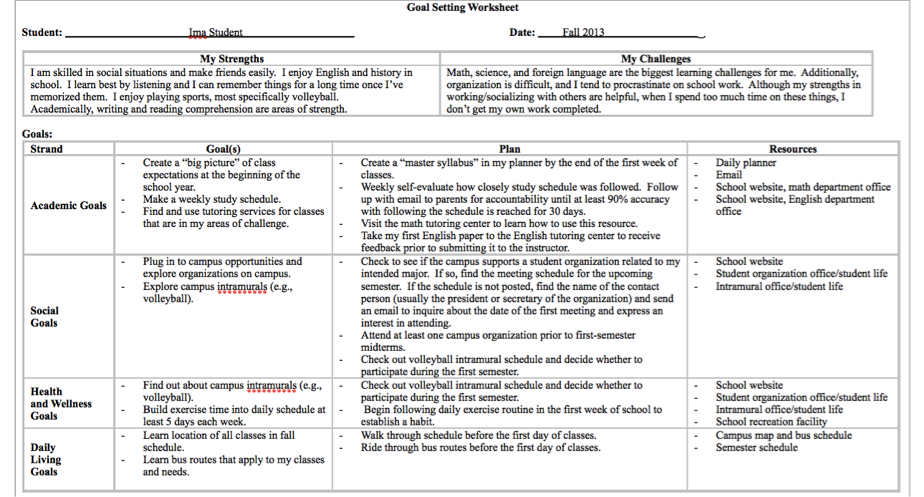 Goal Setting Worksheet
Student: Ima Student Date: Fall 2013
My Strengths
I am skilled in social situations and make friends easily. I enjoy English and history in
school. I learn best by listening and I can remember things for a long time once I've
memorized them. I enjoy playing sports, most specifically volleyball.
Academically, writing and reading comprehension are areas of strength.
My Challenges
Math, science, and foreign language are the biggest learning challenges for me. Additionally,
organization is difficult, and I tend to procrastinate on school work. Although my strengths in
working/socializing with others are helpful, when I spend too much time on these things, I
don't get my own work completed.
Goals:
Strand Goal(s) Plan Resources
Academic Goals
- Create a “big picture” of class
expectations at the beginning of the
school year.
- Make a weekly study schedule.
- Find and use tutoring services for classes
that are in my areas of challenge.
- Create a “master syllabus” in my planner by the end of the first week of
classes.
- Weekly self-evaluate how closely study schedule was followed. Follow
up with email to parents for accountability until at least 90% accuracy
with following the schedule is reached for 30 days.
- Visit the math tutoring center to learn how to use this resource.
- Take my first English paper to the English tutoring center to receive
feedback prior to submitting it to the instructor.
- Daily planner
- Email
- School website, math department office
- School website, English department
office
Social
Goals
- Plug in to campus opportunities and
explore organizations on campus.
- Explore campus intramurals (e.g.,
volleyball).
- Check to see if the campus supports a student organization related to my
intended major. If so, find the meeting schedule for the upcoming
semester. If the schedule is not posted, find the name of the contact
person (usually the president or secretary of the organization) and send
an email to inquire about the date of the first meeting and express an
interest in attending.
- Attend at least one campus organization prior to first-semester
midterms.
- Check out volleyball intramural schedule and decide whether to
participate during the first semester.
- School website
- Student organization office/student life
- Intramural office/student life
Health
and Wellness
Goals
- Find out about campus intramurals (e.g.,
volleyball).
- Build exercise time into daily schedule at
least 5 days each week.
- Check out volleyball intramural schedule and decide whether to
participate during the first semester.
- Begin following daily exercise routine in the first week of school to
establish a habit.
- School website
- Student organization office/student life
- Intramural office/student life
- School recreation facility
Daily
Living
Goals
- Learn location of all classes in fall
schedule.
- Learn bus routes that apply to my classes
and needs.
- Walk through schedule before the first day of classes.
- Ride through bus routes before the first day of classes.
- Campus map and bus schedule
- Semester schedule